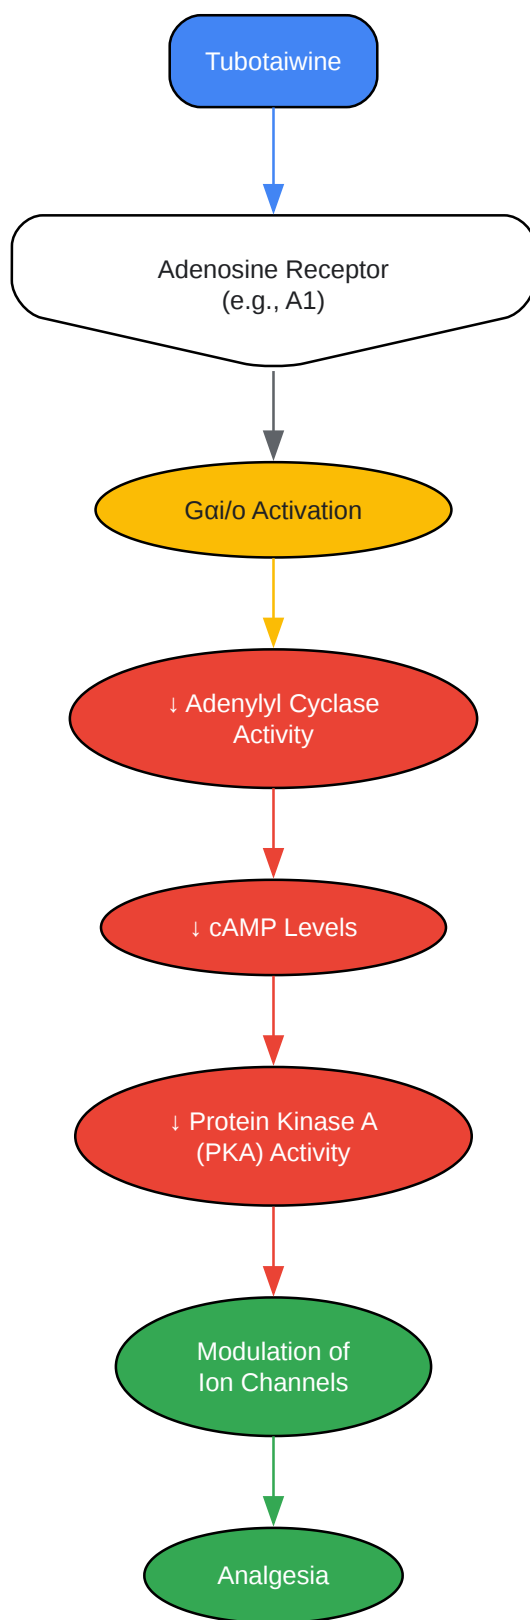 Tubotaiwine
Adenosine Receptor
(e.g., A1)
Gαi/o Activation
↓ Adenylyl Cyclase
Activity
↓ cAMP Levels
↓ Protein Kinase A
(PKA) Activity
Modulation of
Ion Channels
Analgesia